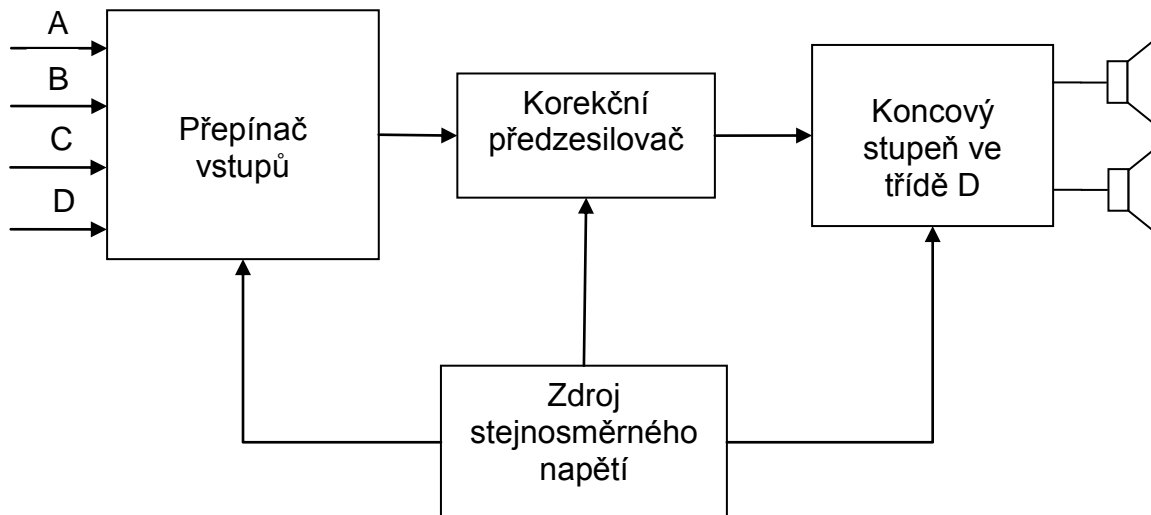 A
B
C
D
Přepínač
vstupů
Korekční
předzesilovač
Koncový
stupeň ve
třídě D
Zdroj
stejnosměrného
napětí